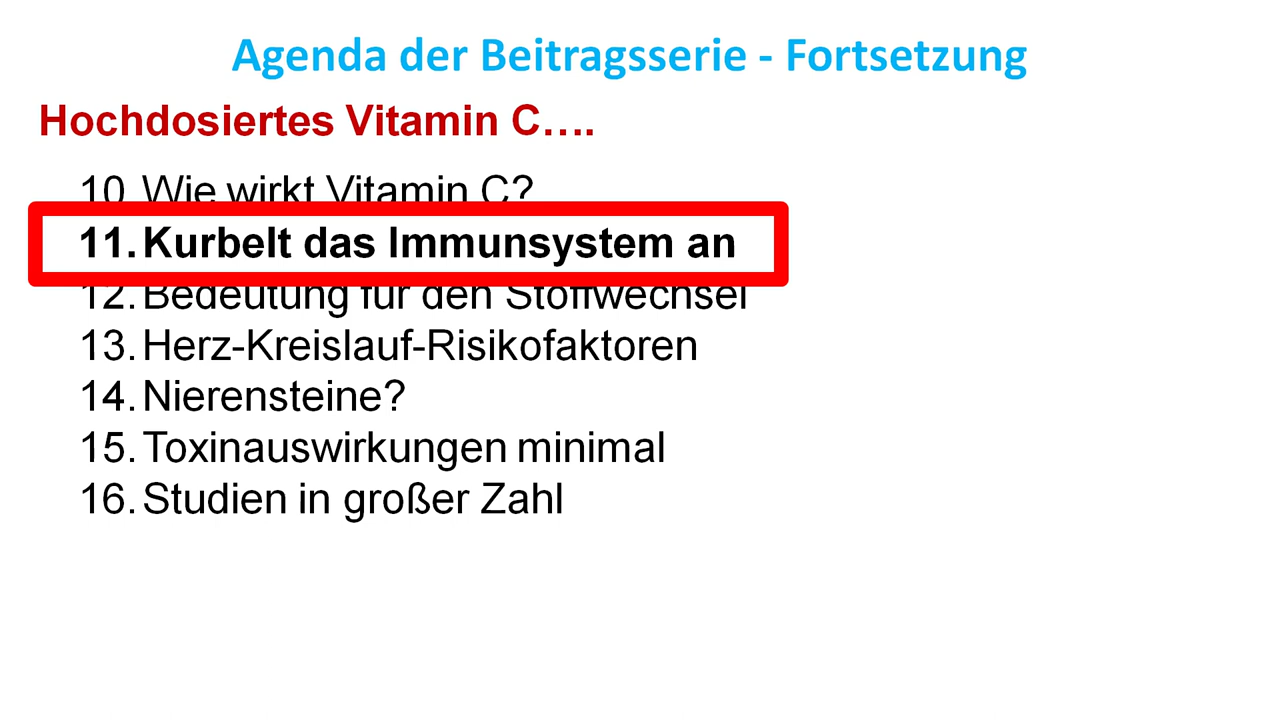 Agenda der Beitragsserie - Fortsetzung
Hochdosiertes Vitamin C….
10. Wie wirkt Vitamin C?
11. Kurbelt das Immunsystem an
12. Bedeutung für den Stoffwechsel
13. Herz-Kreislauf-Risikofaktoren
14. Nierensteine?
15. Toxinauswirkungen minimal
16. Studien in großer Zahl